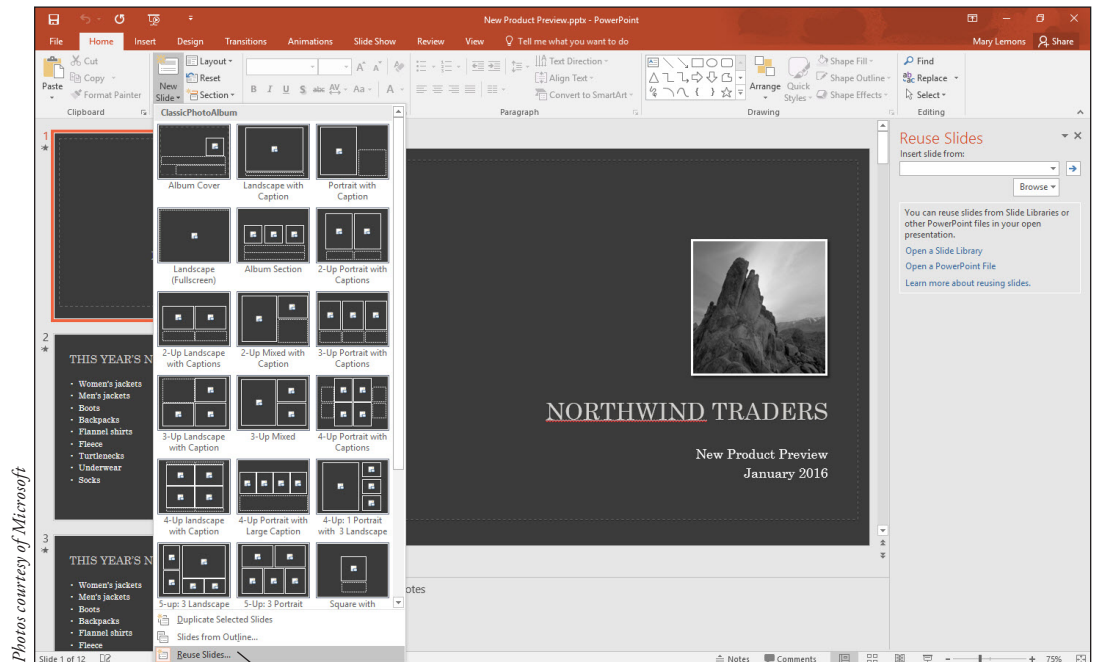 New Product Preview.pptx - PowerPoint
File Home Insert Design Transitions Animations Slide Show Review View Tell me what you want to do Mary Lemons Share
Paste
Cut
Copy
Format Painter
Clipboard
New
Slide
Layout
Reset
Section
B I U S abc AV Aa A
A A
A
Text Direction
Align Text
Convert to SmartArt
Paragraph
Arrange
Quick
Styles
Shape Fill
Shape Outline
Shape Effects
Drawing
Find
Replace
Select
Editing
ClassicPhotoAlbum
Album Cover
Landscape with
Caption
Portrait with
Caption
Landscape
(Fullscreen)
Album Section
2-Up Portrait with
Captions
2-Up Landscape
with Captions
2-Up Mixed with
Caption
3-Up Portrait with
Captions
3-Up Landscape
with Caption
3-Up Mixed
4-Up Portrait with
Captions
4-Up landscape
with Caption
4-Up Portrait with
Large Caption
4-Up: 1 Portrait
with 3 Landscape
5-up: 3 Landscape
5-Up: 3 Portrait
Square with
Duplicate Selected Slides
Slides from Outline...
Reuse Slides...
1
2
THIS YEAR'S N
• Women's jackets
• Men's jackets
• Boots
• Backpacks
• Flannel shirts
• Fleece
• Turtlenecks
• Underwear
• Socks
3
THIS YEAR'S N
• Women's jackets
• Men's jackets
• Boots
• Backpacks
• Flannel shirts
• Fleece
NORTHWIND TRADERS
New Product Preview
January 2016
otes
Reuse Slides
Insert slide from:
Browse
You can reuse slides from Slide Libraries or
other PowerPoint files in your open
presentation.
Open a Slide Library
Open a PowerPoint File
Learn more about reusing slides.
Slide 1 of 12
Notes Comments 75%
Photos courtesy of Microsoft